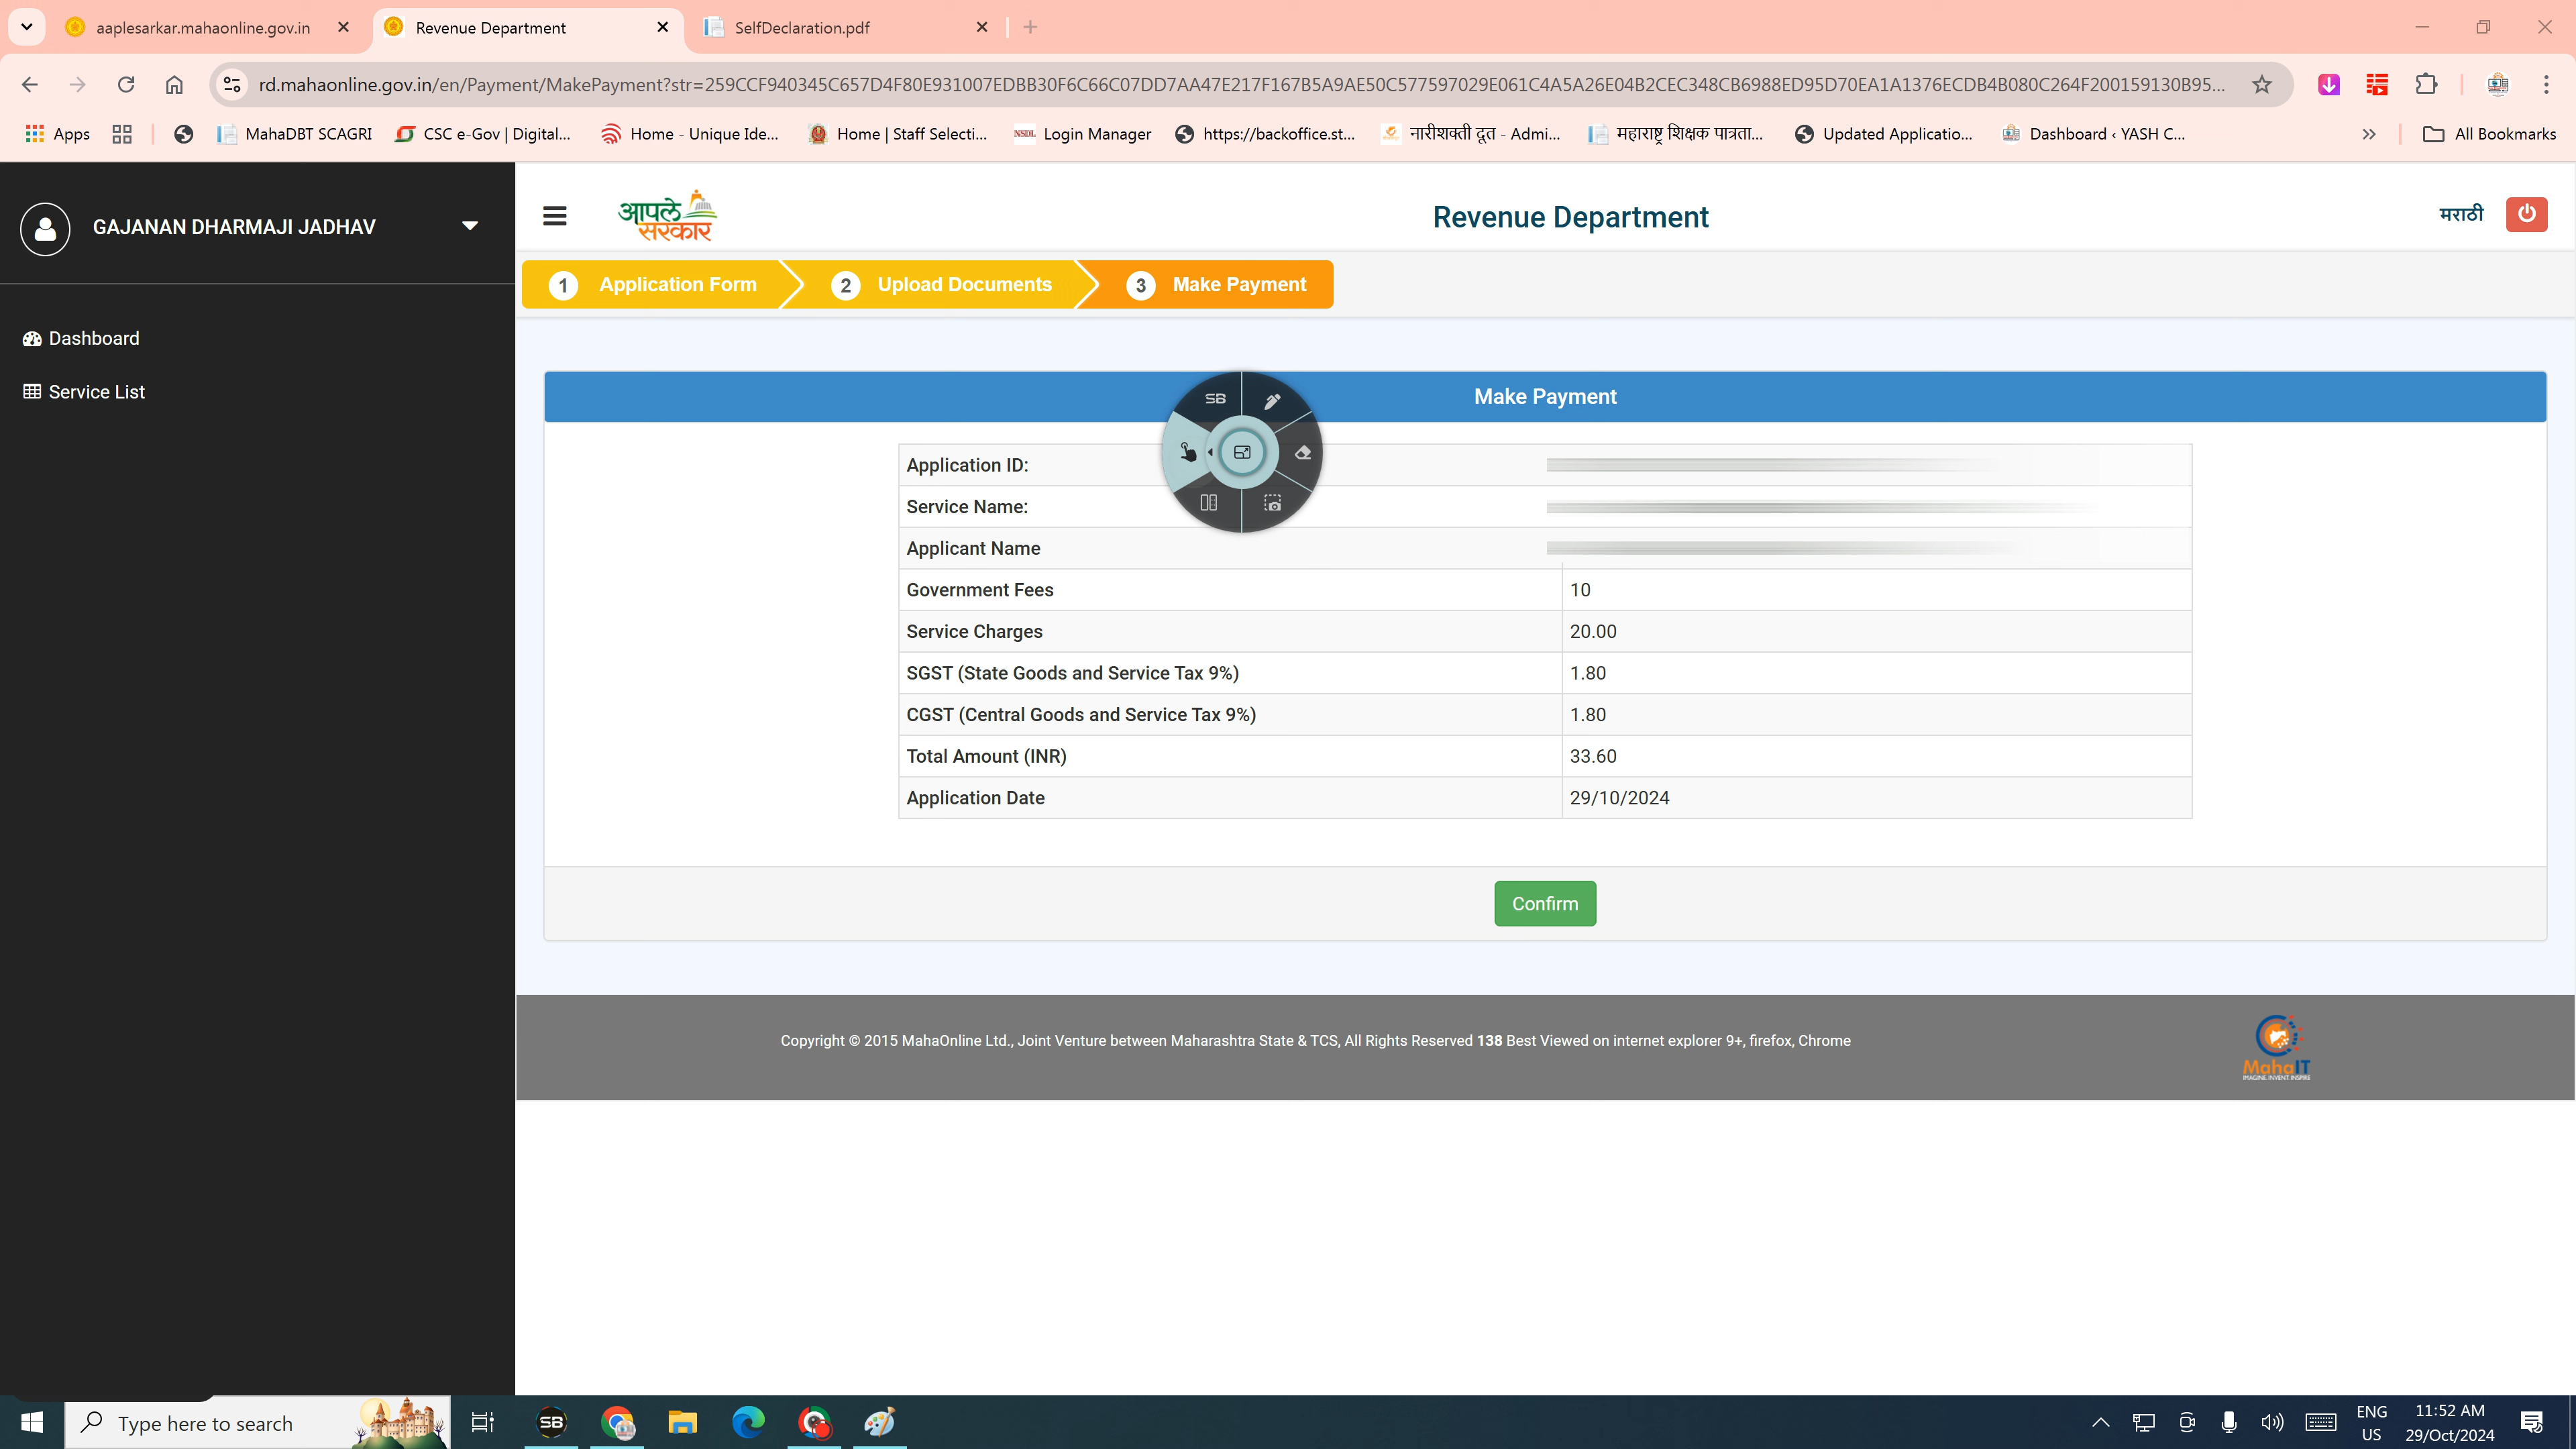 aaplesarkar.mahaonline.gov.in
Revenue Department
SelfDeclaration.pdf
rd.mahaonline.gov.in/en/Payment/MakePayment?str=259CCF940345C657D4F80E931007EDBB30F6C66C07DD7AA47E217F167B5A9AE50C577597029E061C4A5A26E04B2CEC348CB6988ED95D70EA1A1376ECDB4B080C264F200159130B95...
Apps
MahaDBT SCAGRI
CSC e-Gov | Digital...
Home - Unique Ide...
Home | Staff Selecti...
NSDL Login Manager
https://backoffice.st...
नारीशक्ती दूत - Admi...
महाराष्ट्र शिक्षक पात्रता...
Updated Applicatio...
Dashboard ‹ YASH C...
All Bookmarks
GAJANAN DHARMAJI JADHAV
आपले सरकार
Revenue Department
मराठी
1 Application Form
2 Upload Documents
3 Make Payment
Dashboard
Service List
Make Payment
SB
Application ID:
Service Name:
Applicant Name
Government Fees 10
Service Charges 20.00
SGST (State Goods and Service Tax 9%) 1.80
CGST (Central Goods and Service Tax 9%) 1.80
Total Amount (INR) 33.60
Application Date 29/10/2024
Confirm
Copyright © 2015 MahaOnline Ltd., Joint Venture between Maharashtra State & TCS, All Rights Reserved 138 Best Viewed on internet explorer 9+, firefox, Chrome
MahaIT
IMAGINE. INVENT. INSPIRE
Type here to search
SB
ENG
US
11:52 AM
29/Oct/2024